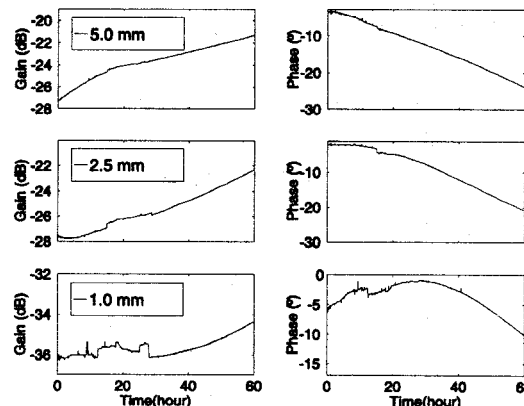 -20
-22
-24
-26
-28
Gain (dB)
5.0 mm
-10
-20
-30
Phase (º)
-22
-24
-26
-28
Gain (dB)
2.5 mm
-10
-20
-30
Phase (º)
-32
-34
-36
Gain (dB)
1.0 mm
0
20
40
60
Time(hour)
0
-5
-10
-15
Phase (º)
0
20
40
60
Time(hour)